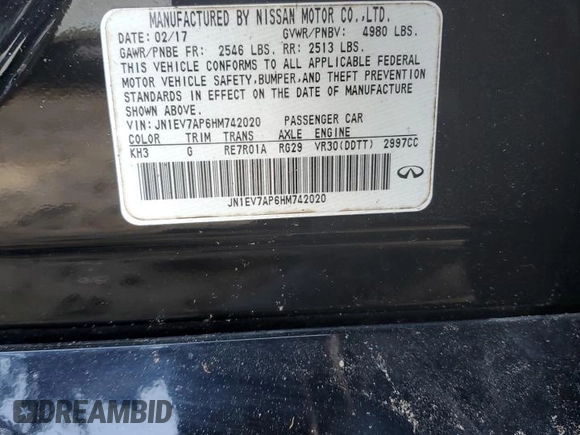 MANUFACTURED BY NISSAN MOTOR CO.,LTD.
DATE: 02/17 GVWR/PNBV: 4980 LBS.
GAWR/PNBE FR: 2546 LBS. RR: 2513 LBS.
THIS VEHICLE CONFORMS TO ALL APPLICABLE FEDERAL
MOTOR VEHICLE SAFETY,BUMPER,AND THEFT PREVENTION
STANDARDS IN EFFECT ON THE DATE OF MANUFACTURE
SHOWN ABOVE.
VIN:JN1EV7AP6HM742020 PASSENGER CAR
COLOR TRIM TRANS AXLE ENGINE
KH3 G RE7R01A RG29 VR30(DDTT) 2997CC
JN1EV7AP6HM742020
DREAMBID